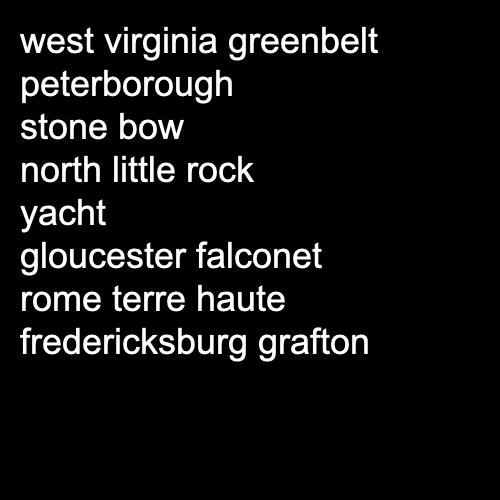 west virginia greenbelt
peterborough
stone bow
north little rock
yacht
gloucester falconet
rome terre haute
fredericksburg grafton